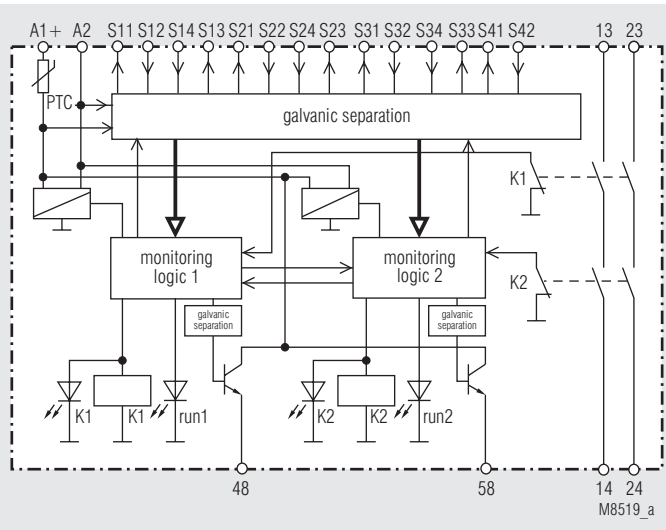 A1+ A2 S11 S12 S14 S13 S21 S22 S24 S23 S31 S32 S34 S33 S41 S42 13 23
PTC
galvanic separation
K1
monitoring
logic 1
monitoring
logic 2
K2
galvanic
separation
galvanic
separation
K1 K1 run1 K2 K2 run2
48 58 14 24
M8519_a